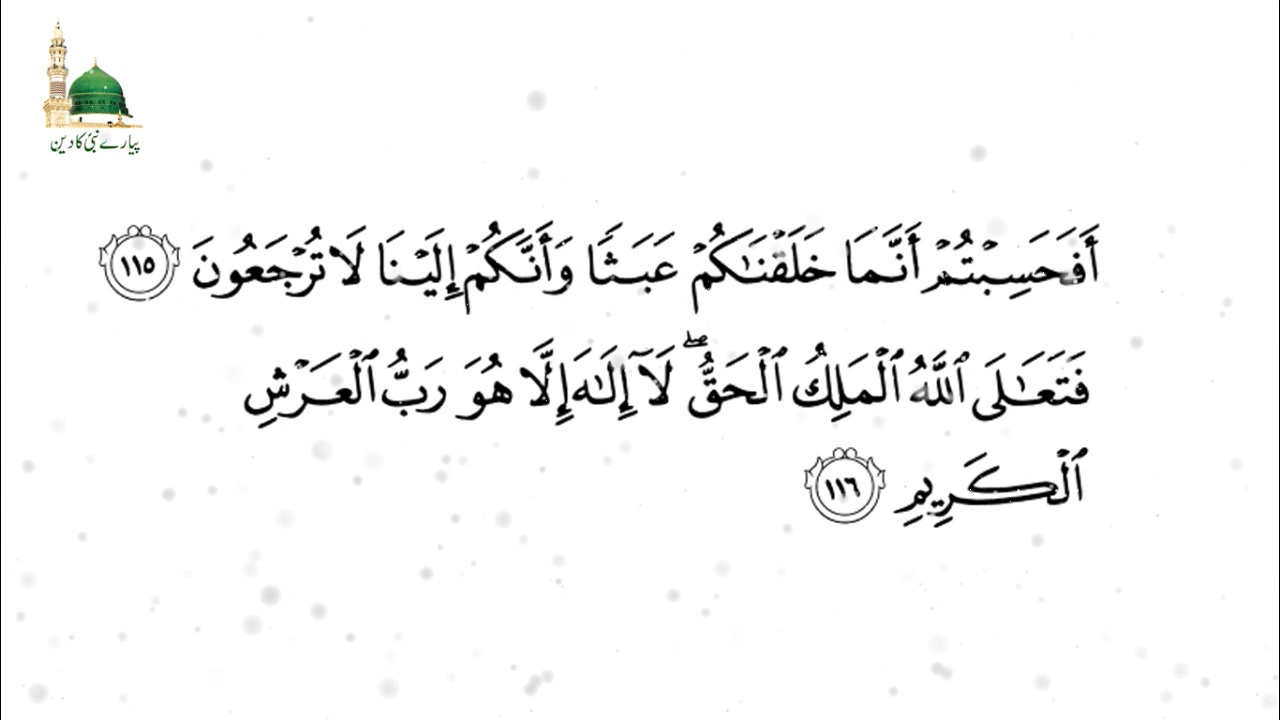 پیارے نبیؐ کا دین
أَفَحَسِبْتُمْ أَنَّمَا خَلَقْنَـٰكُمْ عَبَثًا وَأَنَّكُمْ إِلَيْنَا لَا تُرْجَعُونَ ١١٥
فَتَعَـٰلَى ٱللَّهُ ٱلْمَلِكُ ٱلْحَقُّ ۖ لَآ إِلَـٰهَ إِلَّا هُوَ رَبُّ ٱلْعَرْشِ
ٱلْكَرِيمِ ١١٦